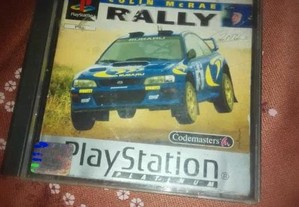 COLIN McRAE
RALLY
SUBARU
Codemasters
PlayStation
PLATINUM